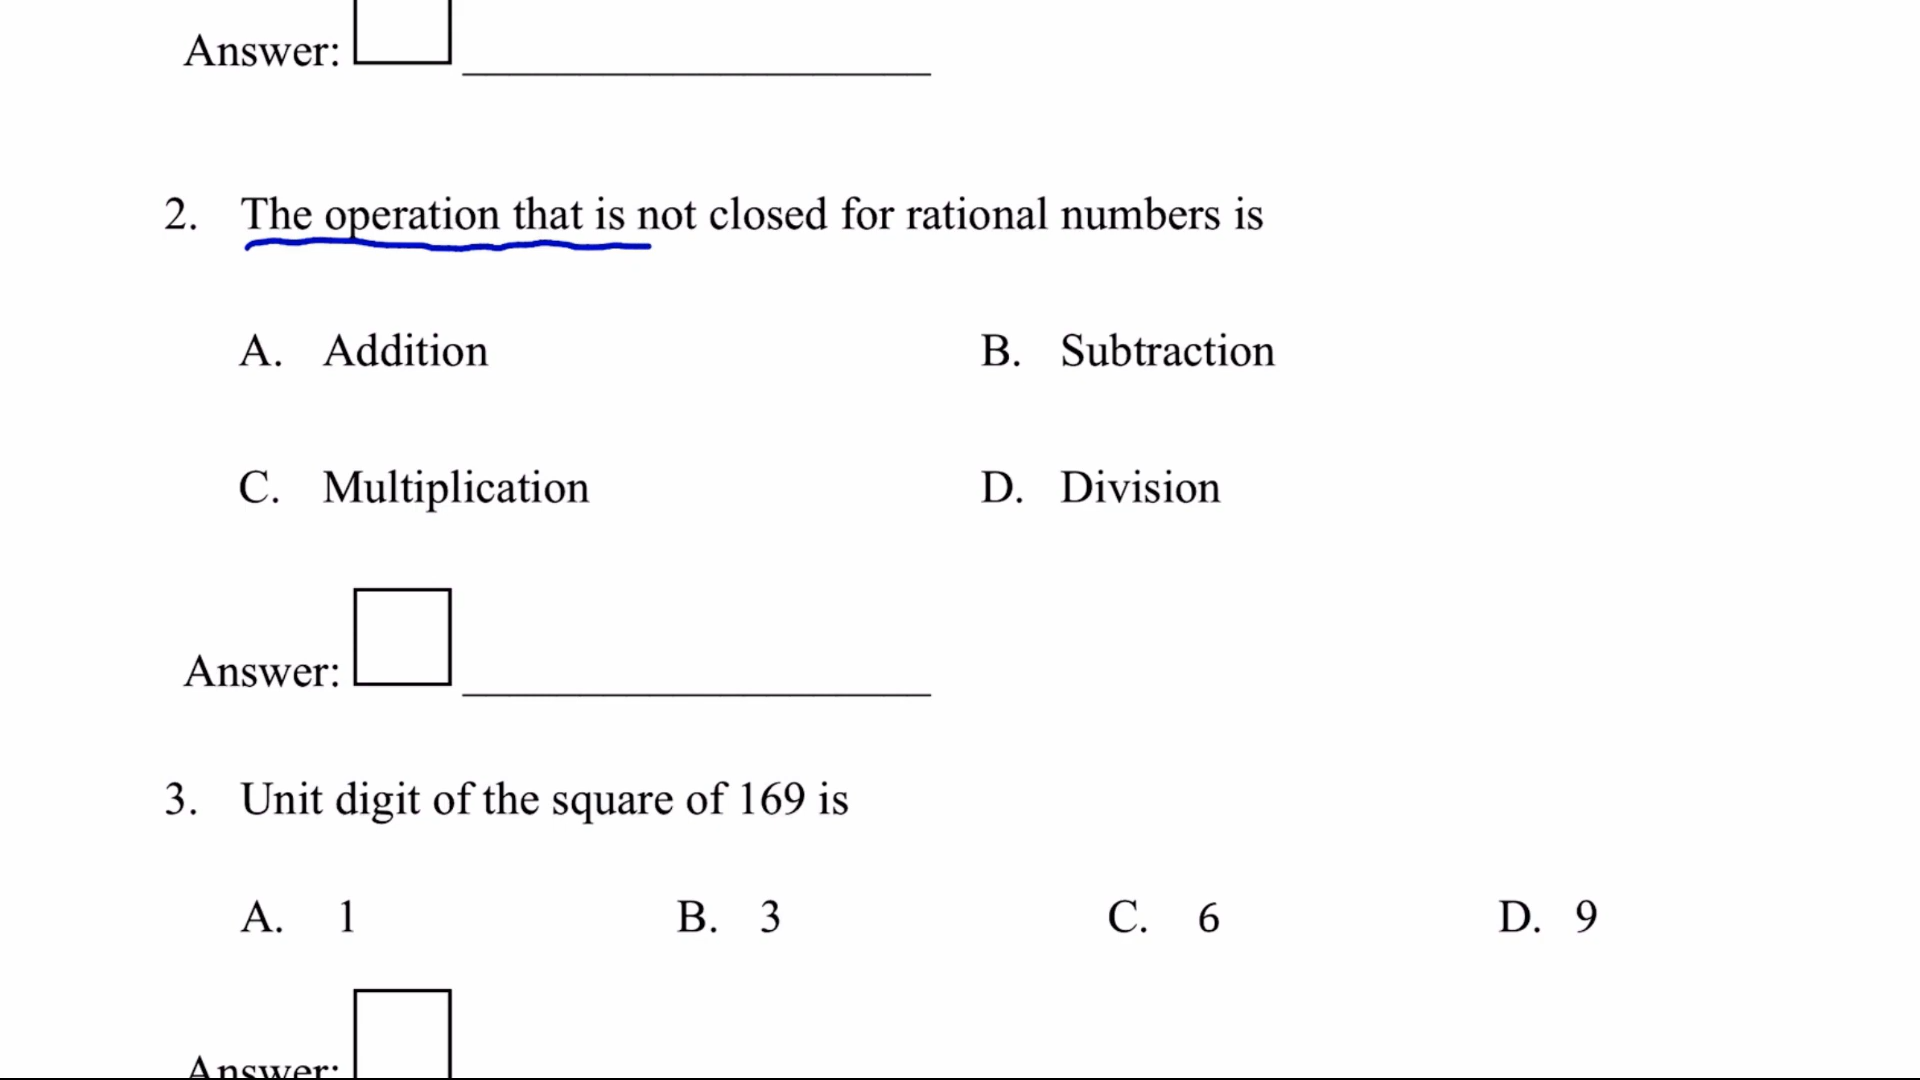 Answer:
2. The operation that is not closed for rational numbers is
A. Addition B. Subtraction
C. Multiplication D. Division
Answer:
3. Unit digit of the square of 169 is
A. 1 B. 3 C. 6 D. 9
Answer: